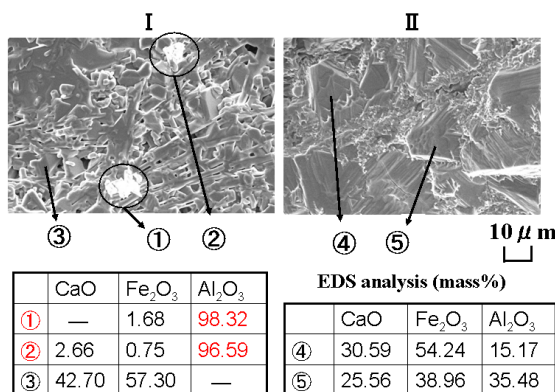 I
II
③
①
②
④
⑤
10 μ m
EDS analysis (mass%)
CaO Fe₂O₃ Al₂O₃
① — 1.68 98.32
② 2.66 0.75 96.59
③ 42.70 57.30 —
CaO Fe₂O₃ Al₂O₃
④ 30.59 54.24 15.17
⑤ 25.56 38.96 35.48